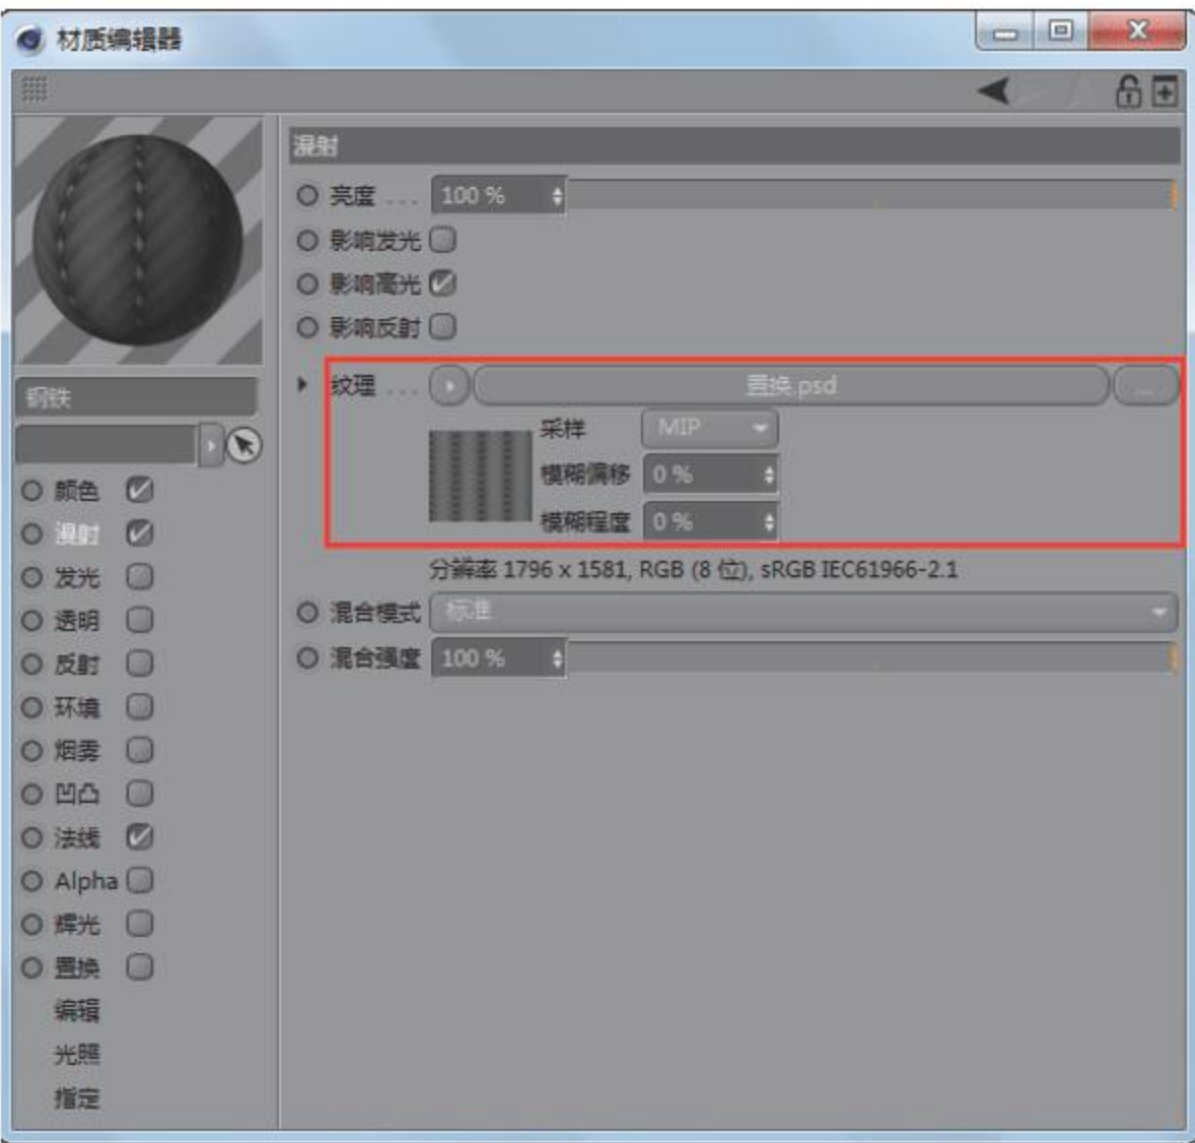 材质编辑器
漫射
亮度 ... 100 %
影响发光
影响高光
影响反射
纹理 ... 置换.psd ...
采样 MIP
模糊偏移 0 %
模糊程度 0 %
分辨率 1796 x 1581, RGB (8 位), sRGB IEC61966-2.1
混合模式 标准
混合强度 100 %
钢铁
颜色
漫射
发光
透明
反射
环境
烟雾
凹凸
法线
Alpha
辉光
置换
编辑
光照
指定